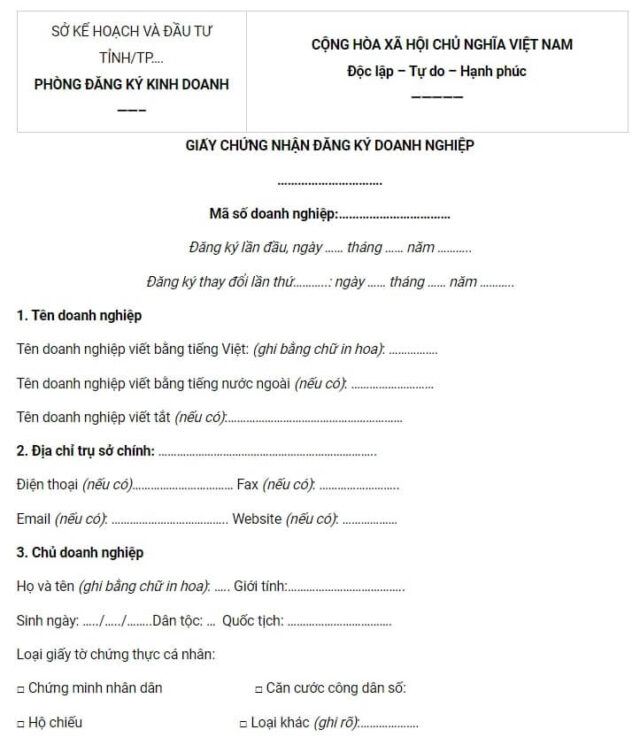 SỞ KẾ HOẠCH VÀ ĐẦU TƯ
TỈNH/TP....
PHÒNG ĐĂNG KÝ KINH DOANH
——–
CỘNG HÒA XÃ HỘI CHỦ NGHĨA VIỆT NAM
Độc lập – Tự do – Hạnh phúc
—————
GIẤY CHỨNG NHẬN ĐĂNG KÝ DOANH NGHIỆP
...............................
Mã số doanh nghiệp:.................................
Đăng ký lần đầu, ngày ...... tháng ...... năm ...........
Đăng ký thay đổi lần thứ...........: ngày ...... tháng ...... năm ...........
1. Tên doanh nghiệp
Tên doanh nghiệp viết bằng tiếng Việt: (ghi bằng chữ in hoa): ................
Tên doanh nghiệp viết bằng tiếng nước ngoài (nếu có): ...........................
Tên doanh nghiệp viết tắt (nếu có):..........................................................
2. Địa chỉ trụ sở chính: .......................................................................
Điện thoại (nếu có)................................. Fax (nếu có): ..........................
Email (nếu có): ...................................... Website (nếu có): ..................
3. Chủ doanh nghiệp
Họ và tên (ghi bằng chữ in hoa): ..... Giới tính:.......................................
Sinh ngày: ...../...../........Dân tộc: ... Quốc tịch: ..................................
Loại giấy tờ chứng thực cá nhân:
□ Chứng minh nhân dân □ Căn cước công dân số:
□ Hộ chiếu □ Loại khác (ghi rõ):....................